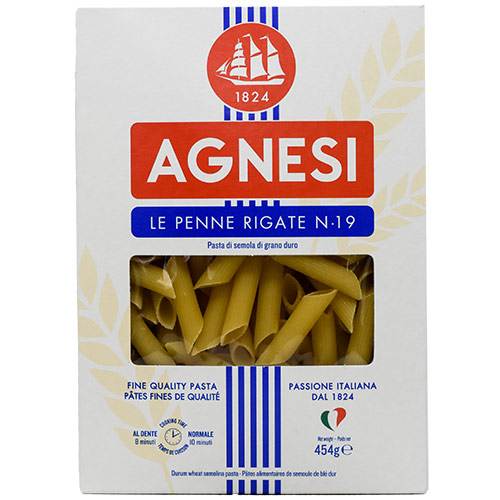 1824
AGNESI
LE PENNE RIGATE N·19
Pasta di semola di grano duro
FINE QUALITY PASTA
PÂTES FINES DE QUALITÉ
PASSIONE ITALIANA
DAL 1824
COOKING TIME
AL DENTE
8 minuti
NORMALE
10 minuti
TEMPS DE CUISSON
Net weight - Poids net
454g e
Durum wheat semolina pasta - Pâtes alimentaires de semoule de blé dur